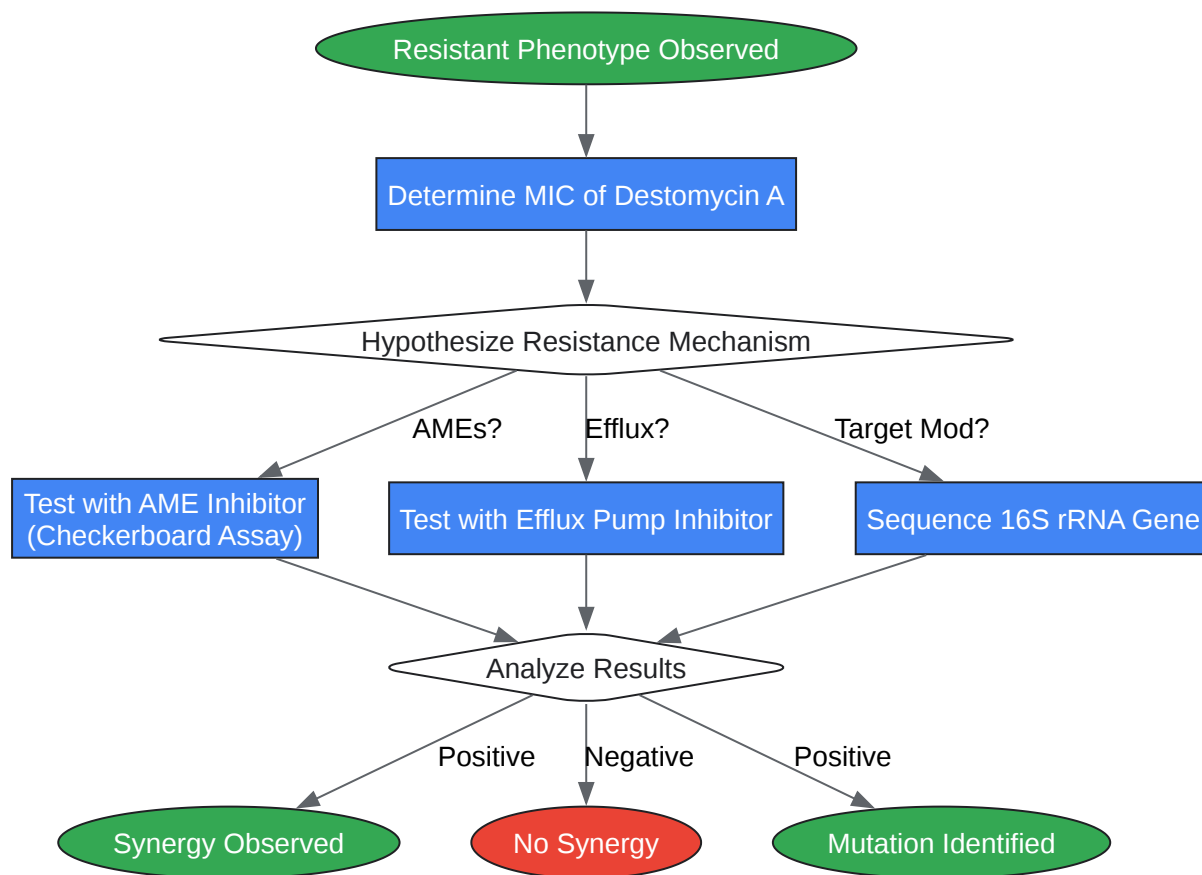 Resistant Phenotype Observed
Determine MIC of Destomycin A
Hypothesize Resistance Mechanism
AMEs?
Efflux?
Target Mod?
Test with AME Inhibitor
(Checkerboard Assay)
Test with Efflux Pump Inhibitor
Sequence 16S rRNA Gene
Analyze Results
Positive
Negative
Positive
Synergy Observed
No Synergy
Mutation Identified